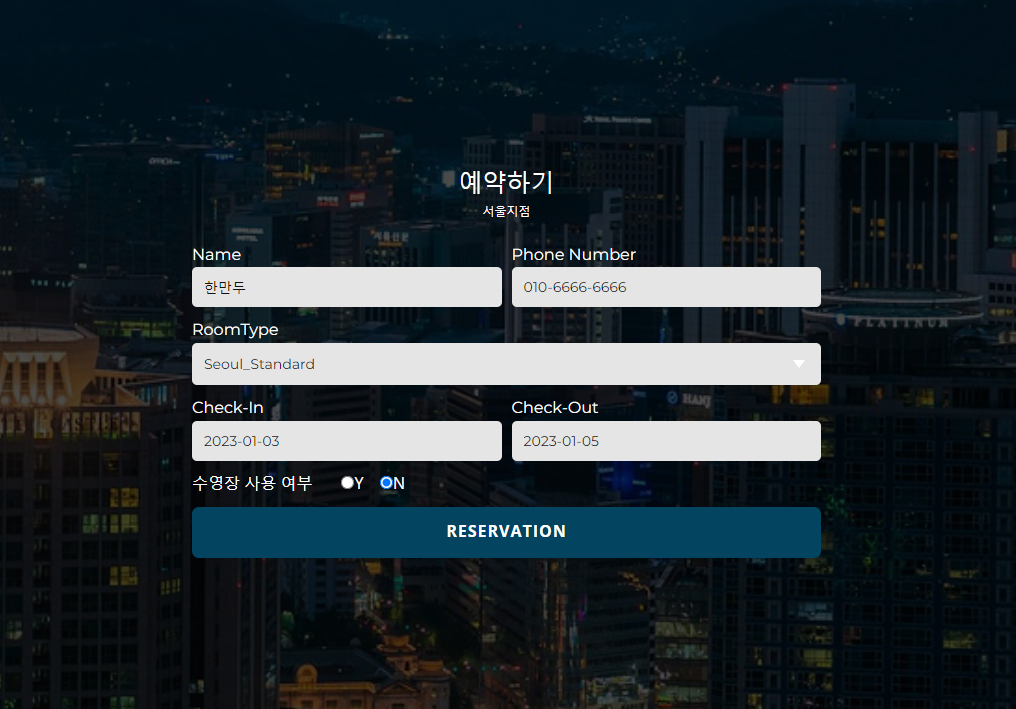 예약하기
서울지점
Name
Phone Number
한만두
010-6666-6666
RoomType
Seoul_Standard
Check-In
Check-Out
2023-01-03
2023-01-05
수영장 사용 여부 Y N
RESERVATION
PLATINUM